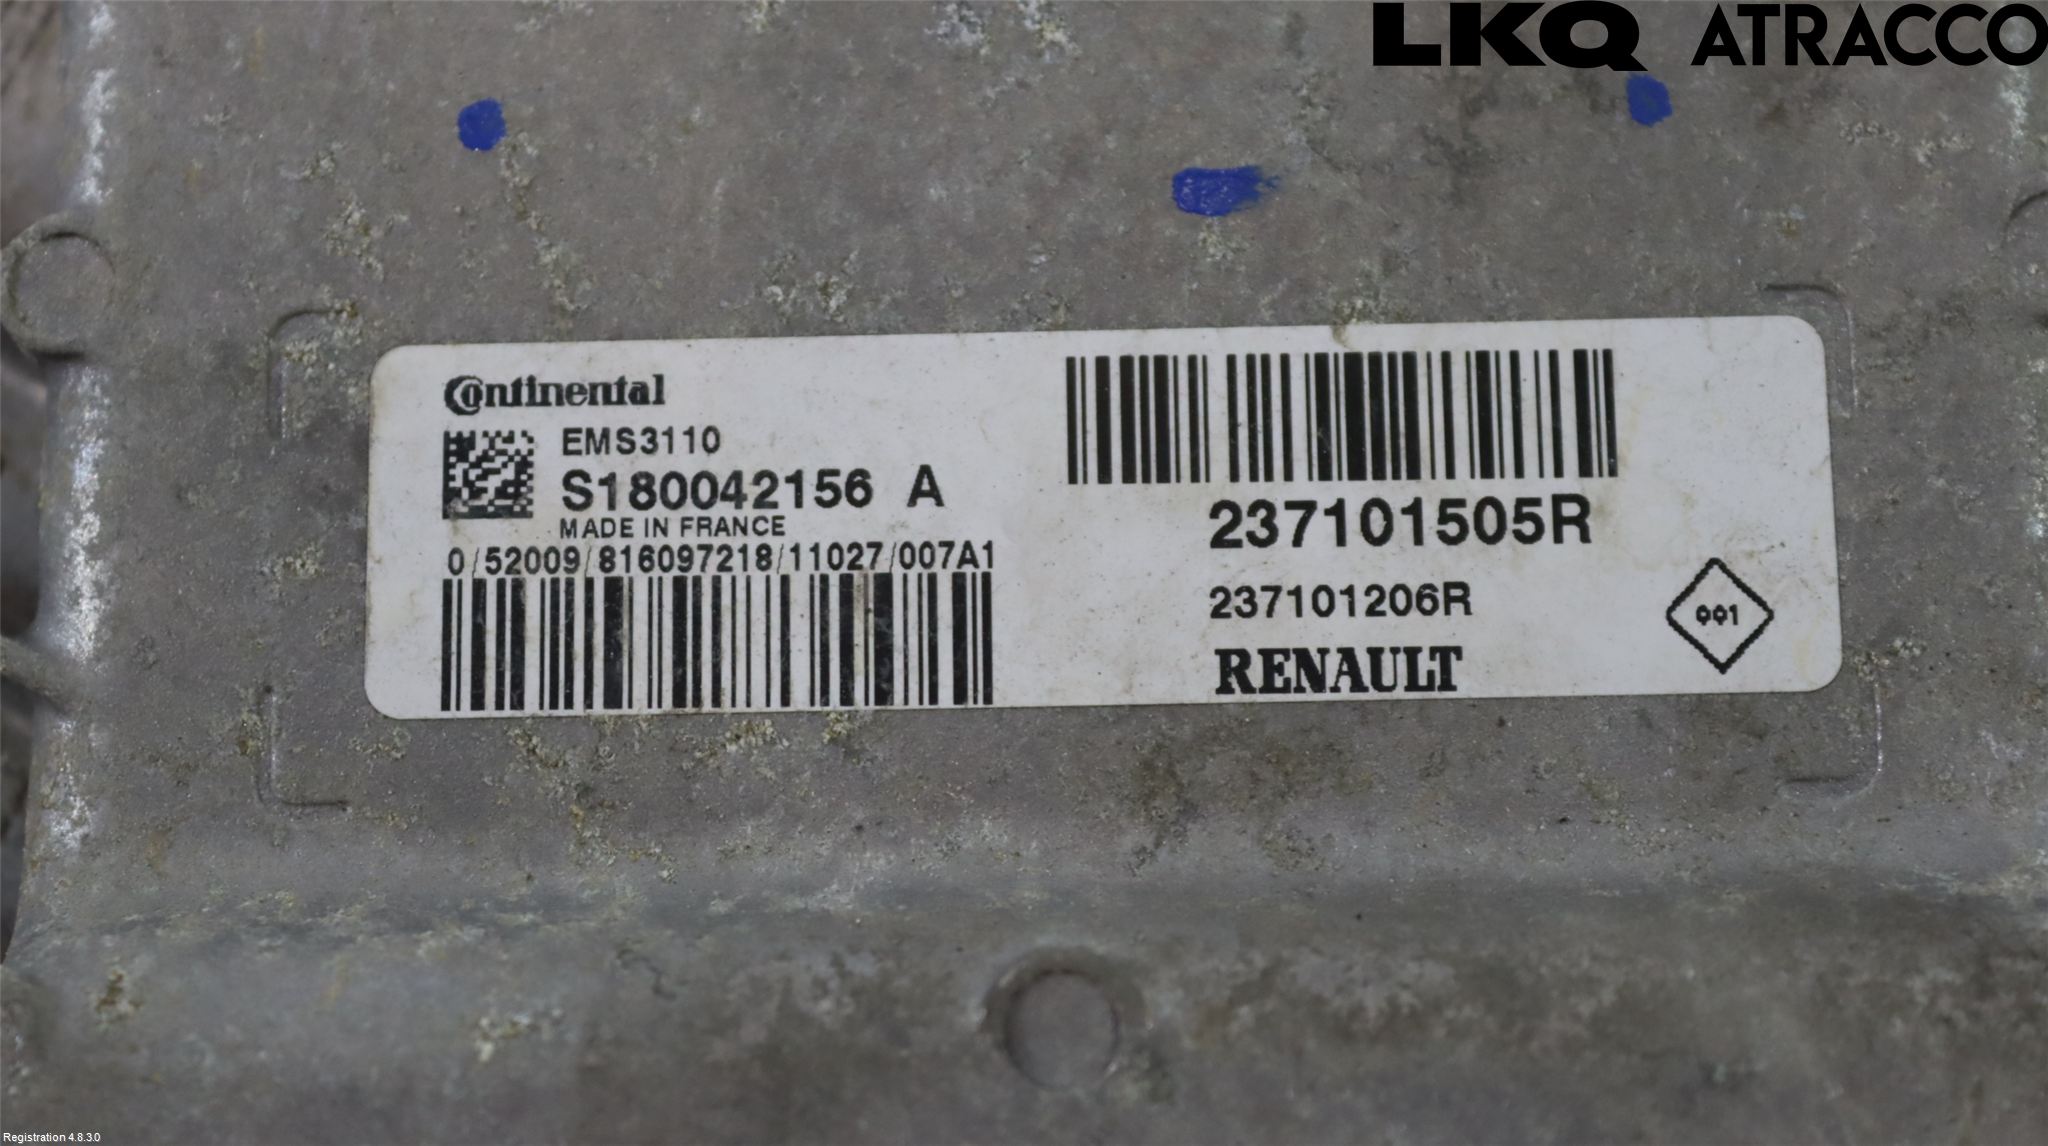 LKQ ATRACCO
Continental
EMS3110
S180042156 A
MADE IN FRANCE
0/52009/816097218/11027/007A1
237101505R
237101206R
001
RENAULT
Registration 4.8.3.0